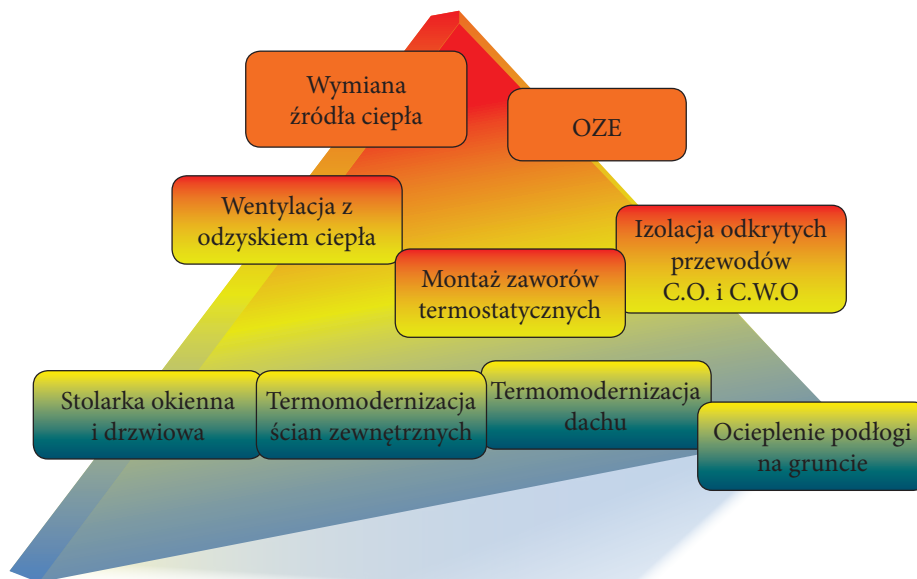 Wymiana
źródła ciepła
OZE
Wentylacja z
odzyskiem ciepła
Montaż zaworów
termostatycznych
Izolacja odkrytych
przewodów
C.O. i C.W.O
Stolarka okienna
i drzwiowa
Termomodernizacja
ścian zewnętrznych
Termomodernizacja
dachu
Ocieplenie podłogi
na gruncie